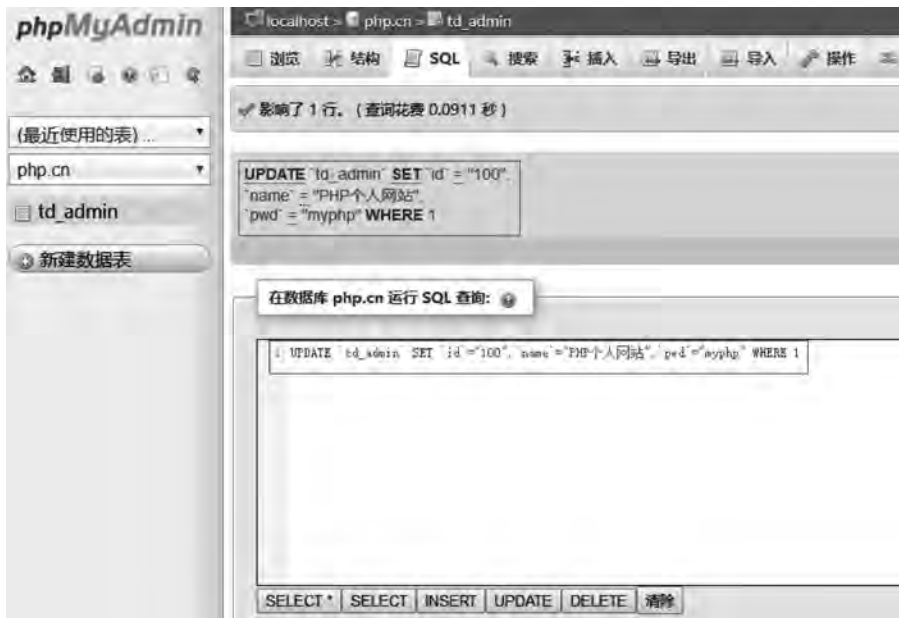 phpMyAdmin
(最近使用的表) ...
php.cn
td_admin
新建数据表
localhost » php.cn » td_admin
浏览 结构 SQL 搜索 插入 导出 导入 操作
影响了 1 行。 ( 查询花费 0.0911 秒 )
UPDATE `td_admin` SET `id` = "100",
`name` = "PHP个人网站",
`pwd` = "myphp" WHERE 1
在数据库 php.cn 运行 SQL 查询:
1 UPDATE `td_admin` SET `id`="100",`name`="PHP个人网站",`pwd`="myphp" WHERE 1
SELECT * SELECT INSERT UPDATE DELETE 清除